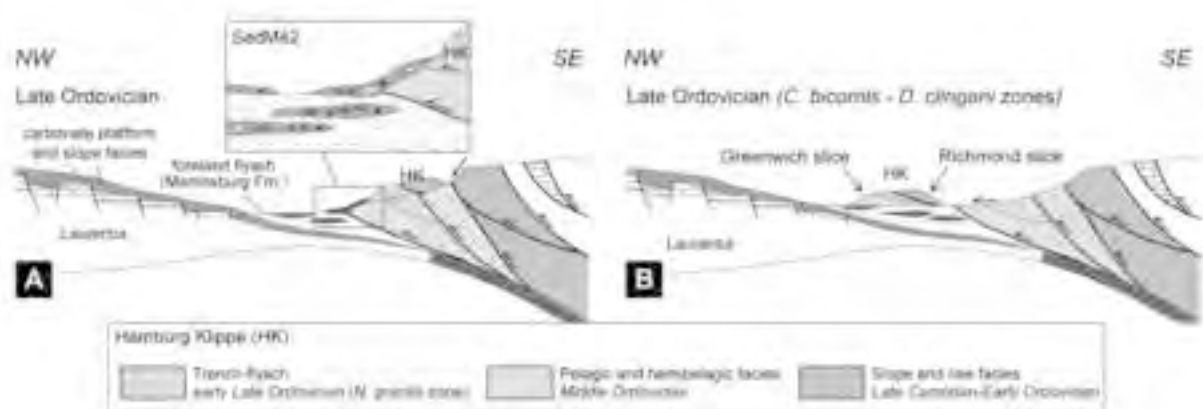 SedMé2
HK
NW
SE
Late Ordovician
carbonate platform
and slope facies
foreland flysch
(Martinsburg Fm.)
HK
Laurentia
A
NW
SE
Late Ordovician (C. bicornis - D. clingani zones)
Greenwich slice
Richmond slice
HK
Laurentia
B
Hamburg Klippe (HK)
Trench-flysch
early Late Ordovician (N. gracilis zone)
Pelagic and hemipelagic facies
Middle Ordovician
Slope and rise facies
Late Cambrian-Early Ordovician